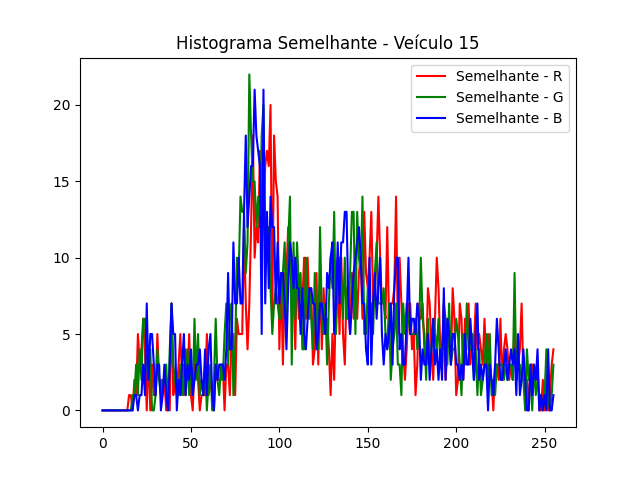 Histograma Semelhante - Veículo 15
Semelhante - R
Semelhante - G
Semelhante - B
20
15
10
5
0
0 50 100 150 200 250